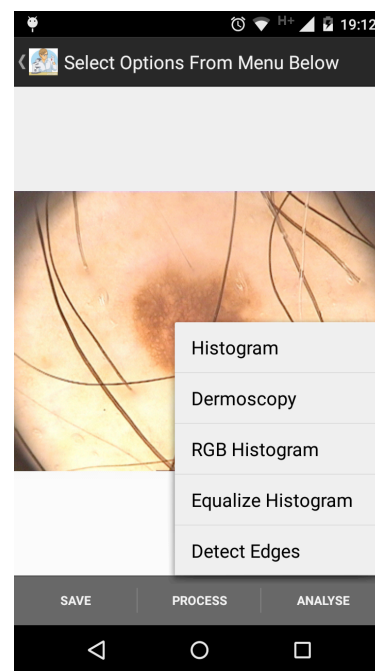 H+ 19:12
Select Options From Menu Below
Histogram
Dermoscopy
RGB Histogram
Equalize Histogram
Detect Edges
SAVE PROCESS ANALYSE